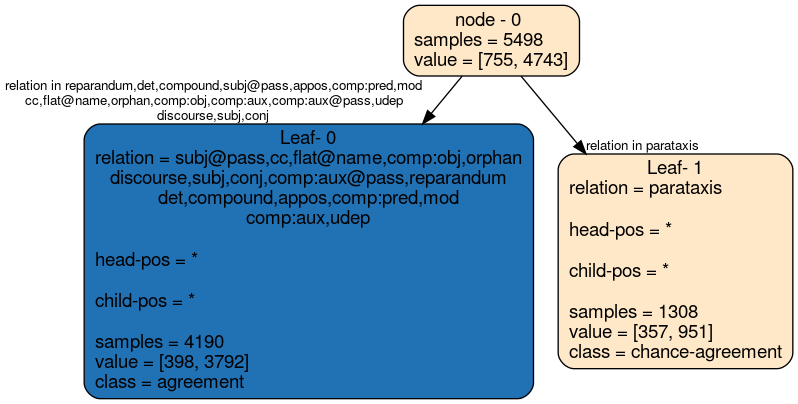 node - 0
samples = 5498
value = [755, 4743]
relation in reparandum,det,compound,subj@pass,appos,comp:pred,mod
cc,flat@name,orphan,comp:obj,comp:aux,comp:aux@pass,udep
discourse,subj,conj
relation in parataxis
Leaf- 0
relation = subj@pass,cc,flat@name,comp:obj,orphan
discourse,subj,conj,comp:aux@pass,reparandum
det,compound,appos,comp:pred,mod
comp:aux,udep
head-pos = *
child-pos = *
samples = 4190
value = [398, 3792]
class = agreement
Leaf- 1
relation = parataxis
head-pos = *
child-pos = *
samples = 1308
value = [357, 951]
class = chance-agreement